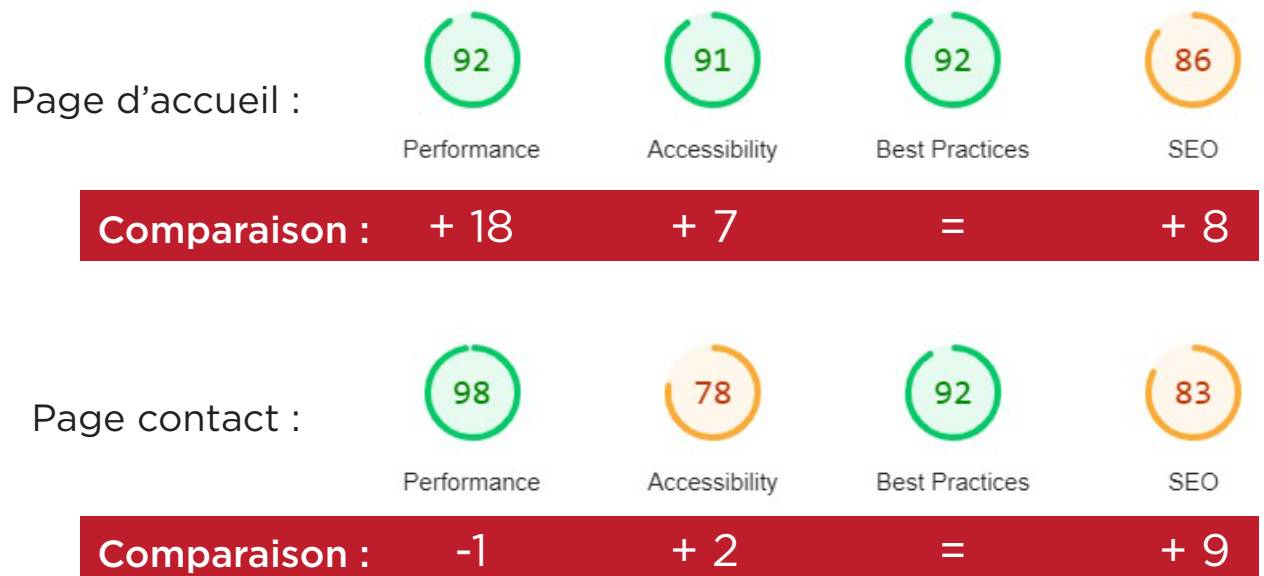 92 91 92 86
Page d’accueil :
Performance Accessibility Best Practices SEO
Comparaison : + 18 + 7 = + 8
98 78 92 83
Page contact :
Performance Accessibility Best Practices SEO
Comparaison : -1 + 2 = + 9